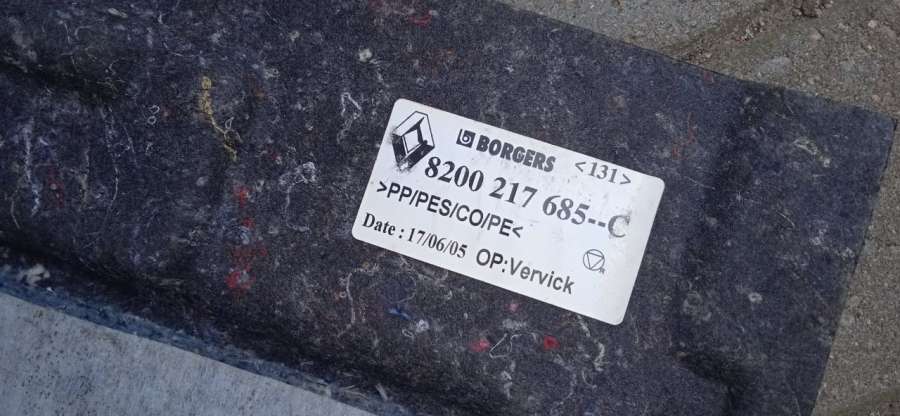 BORGERS <131>
8200 217 685--C
>PP/PES/CO/PE<
Date : 17/06/05 OP:Vervick